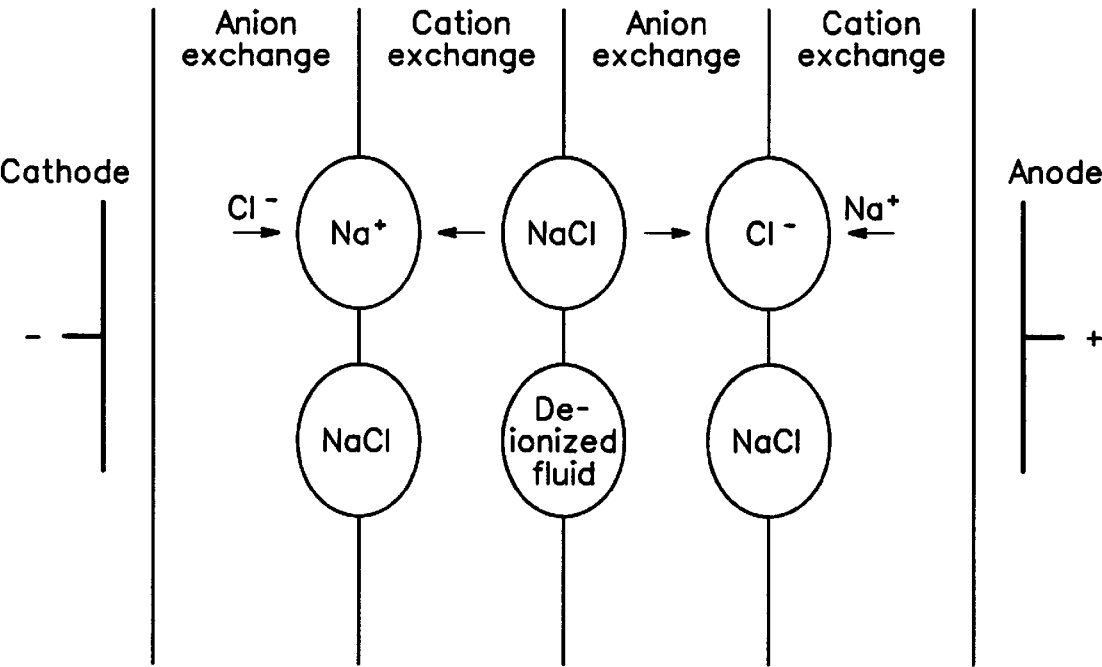 Anion
exchange
Cation
exchange
Anion
exchange
Cation
exchange
Cathode
Anode
Cl⁻
Na⁺
NaCl
Cl⁻
Na⁺
-
+
NaCl
De-
ionized
fluid
NaCl